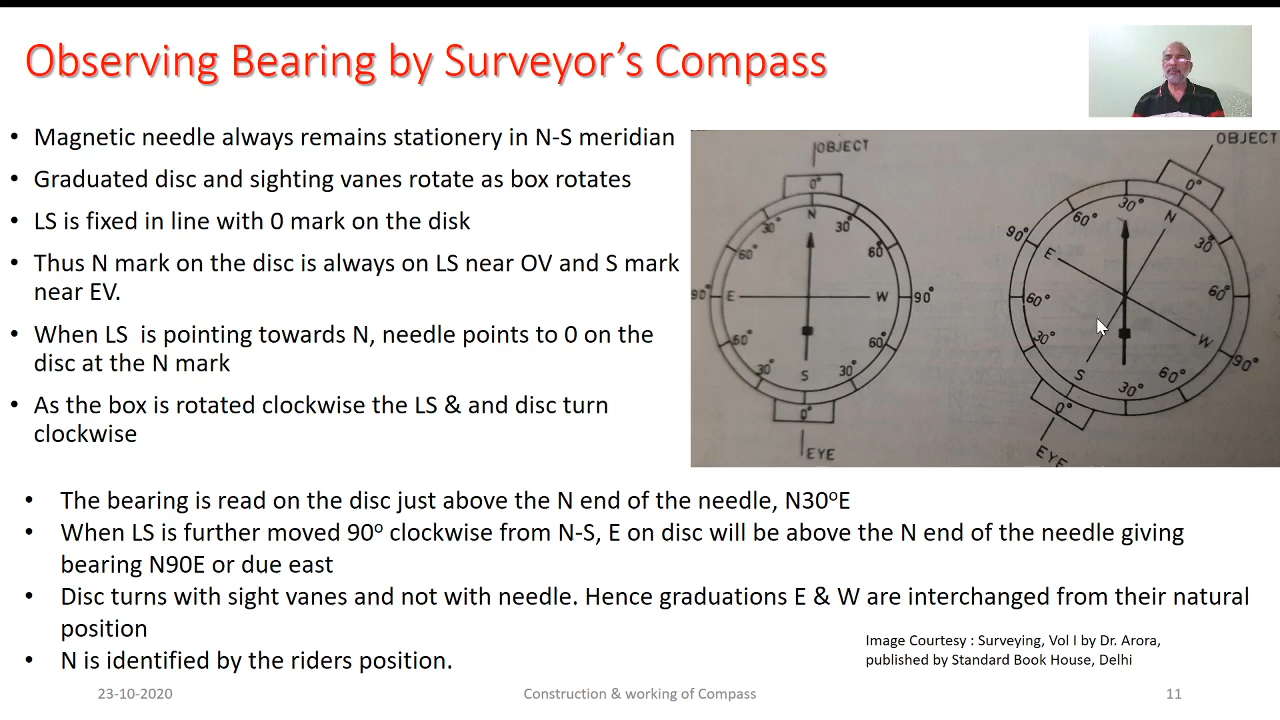 Observing Bearing by Surveyor's Compass
• Magnetic needle always remains stationery in N-S meridian
• Graduated disc and sighting vanes rotate as box rotates
• LS is fixed in line with 0 mark on the disk
• Thus N mark on the disc is always on LS near OV and S mark
near EV.
• When LS is pointing towards N, needle points to 0 on the
disc at the N mark
• As the box is rotated clockwise the LS & and disc turn
clockwise
OBJECT
0°
N
30° 30°
60° 60°
90° E W 90°
60° 60°
30° S 30°
0°
EYE
OBJECT
0°
30° N
60° 30°
90° E
60° 60°
30° W 90°
S 30° 60°
0°
EYE
• The bearing is read on the disc just above the N end of the needle, N30ᵒE
• When LS is further moved 90ᵒ clockwise from N-S, E on disc will be above the N end of the needle giving
bearing N90E or due east
• Disc turns with sight vanes and not with needle. Hence graduations E & W are interchanged from their natural
position
• N is identified by the riders position.
Image Courtesy : Surveying, Vol I by Dr. Arora,
published by Standard Book House, Delhi
23-10-2020 Construction & working of Compass 11